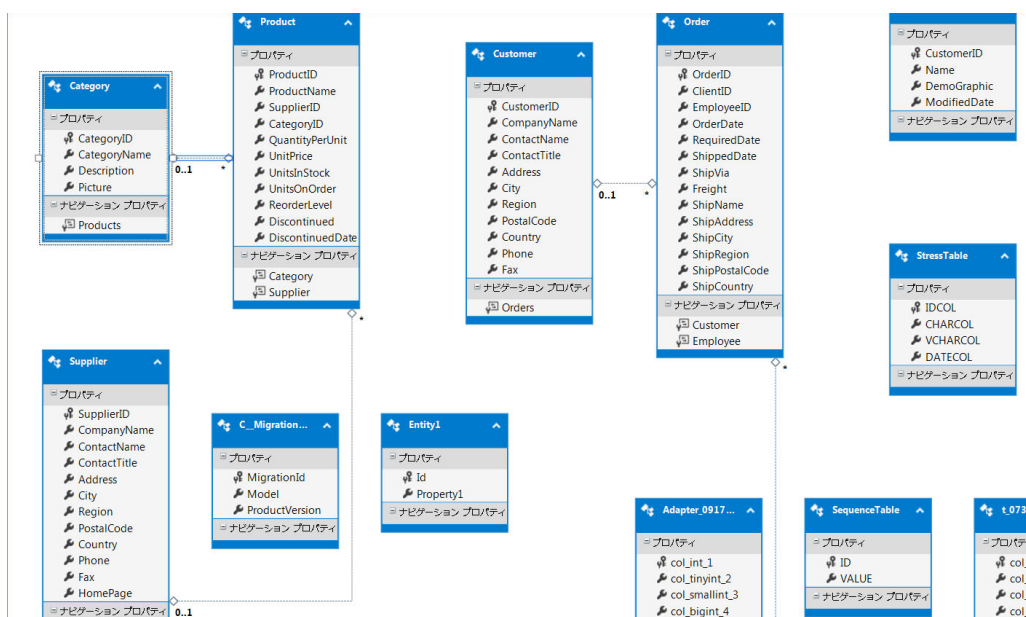 Product
プロパティ
ProductID
ProductName
SupplierID
CategoryID
QuantityPerUnit
UnitPrice
UnitsInStock
UnitsOnOrder
ReorderLevel
Discontinued
DiscontinuedDate
ナビゲーション プロパティ
Category
Supplier
Order
プロパティ
OrderID
ClientID
EmployeeID
OrderDate
RequiredDate
ShippedDate
ShipVia
Freight
ShipName
ShipAddress
ShipCity
ShipRegion
ShipPostalCode
ShipCountry
ナビゲーション プロパティ
Customer
Employee
プロパティ
CustomerID
Name
DemoGraphic
ModifiedDate
ナビゲーション プロパティ
Customer
プロパティ
CustomerID
CompanyName
ContactName
ContactTitle
Address
City
Region
PostalCode
Country
Phone
Fax
ナビゲーション プロパティ
Orders
Category
プロパティ
CategoryID
CategoryName
Description
Picture
ナビゲーション プロパティ
Products
0..1
*
0..1
*
StressTable
プロパティ
IDCOL
CHARCOL
VCHARCOL
DATECOL
ナビゲーション プロパティ
*
*
Supplier
プロパティ
SupplierID
CompanyName
ContactName
ContactTitle
Address
City
Region
PostalCode
Country
Phone
Fax
HomePage
ナビゲーション プロパティ
0..1
C__Migration...
プロパティ
MigrationId
Model
ProductVersion
ナビゲーション プロパティ
Entity1
プロパティ
Id
Property1
ナビゲーション プロパティ
Adapter_0917...
プロパティ
col_int_1
col_tinyint_2
col_smallint_3
col_bigint_4
SequenceTable
プロパティ
ID
VALUE
ナビゲーション プロパティ